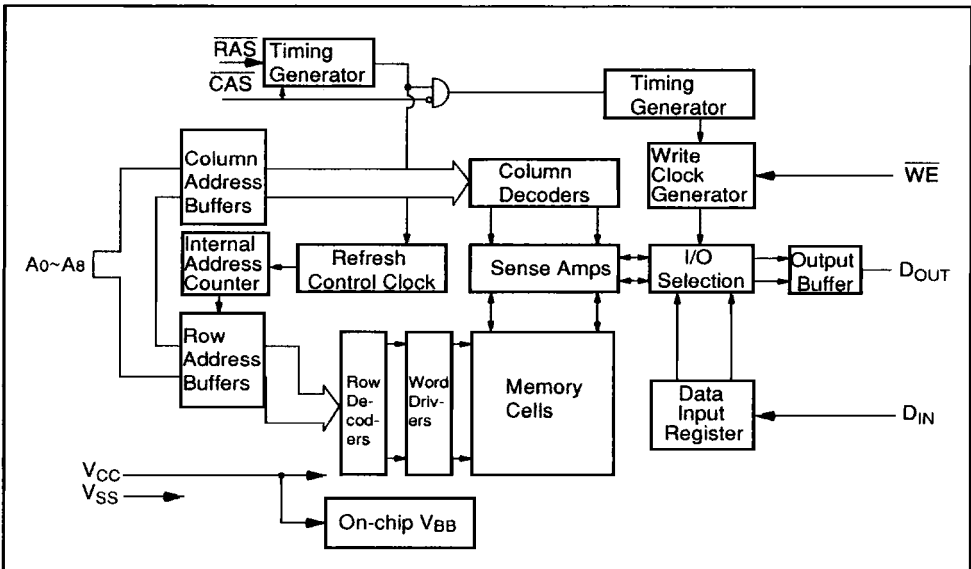 RAS
CAS
Timing
Generator
Timing
Generator
Column
Address
Buffers
Column
Decoders
Write
Clock
Generator
WE
A0~A8
Internal
Address
Counter
Refresh
Control Clock
Sense Amps
I/O
Selection
Output
Buffer
DOUT
Row
Address
Buffers
Row
De-
cod-
ers
Word
Driv-
ers
Memory
Cells
Data
Input
Register
DIN
VCC
VSS
On-chip VBB